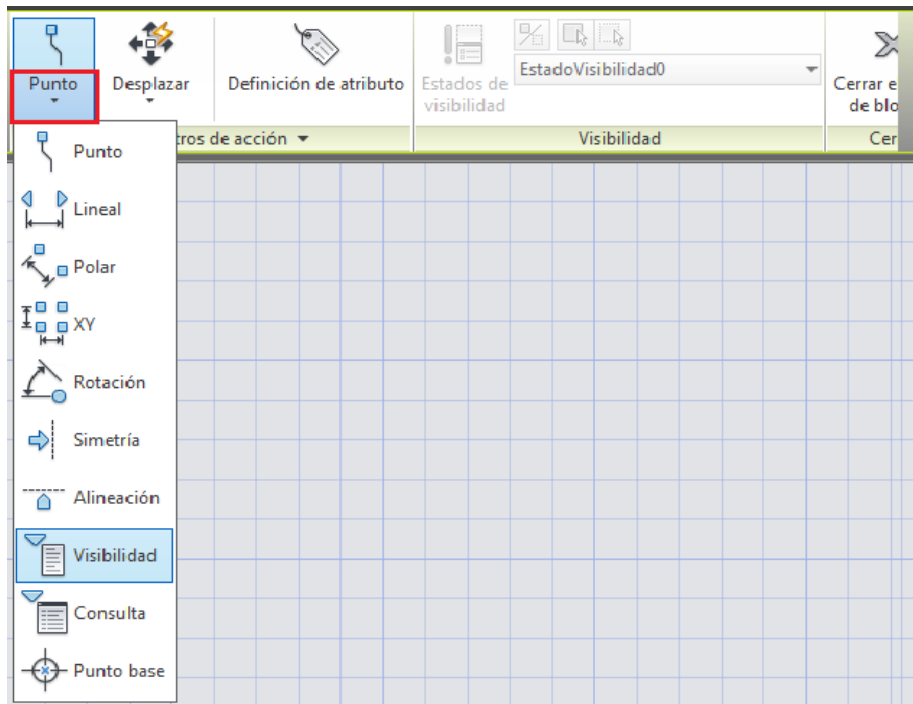 Punto
Desplazar
Definición de atributo
Estados de
visibilidad
EstadoVisibilidad0
Cerrar e
de blo
tros de acción
Visibilidad
Cer
Punto
Lineal
Polar
XY
Rotación
Simetría
Alineación
Visibilidad
Consulta
Punto base